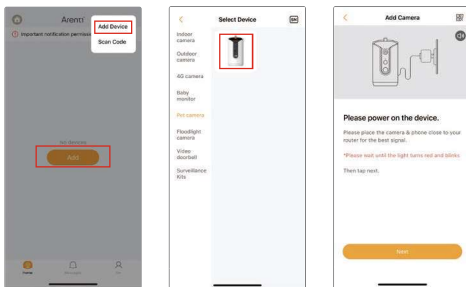 Arenti
Add Device
Important notification permiss
Scan Code
No devices
Add
Home
Messages
Me
Select Device
EN
Indoor
camera
Outdoor
camera
4G camera
Baby
monitor
Pet camera
Floodlight
camera
Video
doorbell
Surveillance
Kits
Add Camera
Please power on the device.
Please place the camera & phone close to your
router for the best signal.
*Please wait until the light turns red and blinks.
Then tap next.
Next